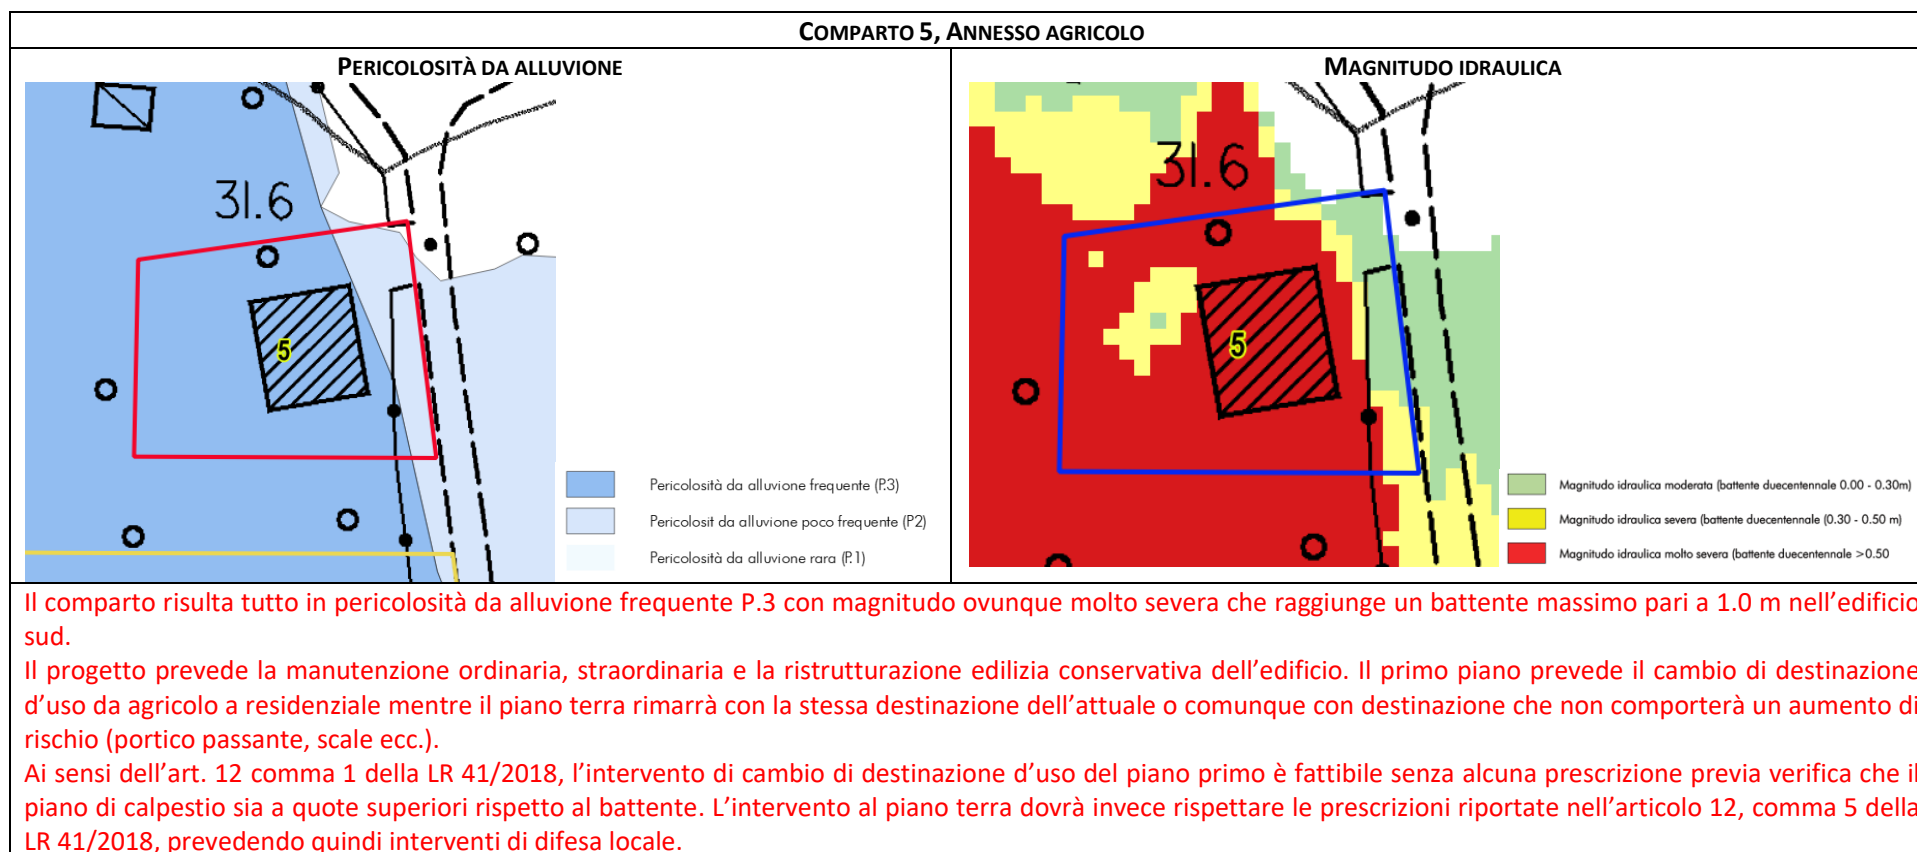 COMPARTO 5, ANNESSO AGRICOLO
PERICOLOSITÀ DA ALLUVIONE
31.6
5
Pericolosità da alluvione frequente (P.3)
Pericolosit da alluvione poco frequente (P2)
Pericolosità da alluvione rara (P.1)
MAGNITUDO IDRAULICA
31.6
5
Magnitudo idraulica moderata (battente duecentennale 0.00 - 0.30m)
Magnitudo idraulica severa (battente duecentennale (0.30 - 0.50 m)
Magnitudo idraulica molto severa (battente duecentennale >0.50
Il comparto risulta tutto in pericolosità da alluvione frequente P.3 con magnitudo ovunque molto severa che raggiunge un battente massimo pari a 1.0 m nell’edificio
sud.
Il progetto prevede la manutenzione ordinaria, straordinaria e la ristrutturazione edilizia conservativa dell’edificio. Il primo piano prevede il cambio di destinazione
d’uso da agricolo a residenziale mentre il piano terra rimarrà con la stessa destinazione dell’attuale o comunque con destinazione che non comporterà un aumento di
rischio (portico passante, scale ecc.).
Ai sensi dell’art. 12 comma 1 della LR 41/2018, l’intervento di cambio di destinazione d’uso del piano primo è fattibile senza alcuna prescrizione previa verifica che il
piano di calpestio sia a quote superiori rispetto al battente. L’intervento al piano terra dovrà invece rispettare le prescrizioni riportate nell’articolo 12, comma 5 della
LR 41/2018, prevedendo quindi interventi di difesa locale.